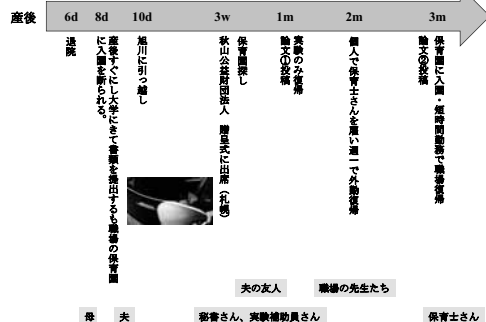 産後
6d
8d
10d
3w
1m
2m
3m
退院
産後すぐにし大学にきて書類を提出するも職場の保育園
に入園を断られる。
旭川に引っ越し
秋山公益財団法人 贈呈式に出席（札幌）
保育園探し
実験のみ復帰
論文①投稿
個人で保育士さんを雇い週一で外勤復帰
保育園に入園・短時間勤務で職場復帰
論文②投稿
夫の友人
職場の先生たち
母
夫
秘書さん、実験補助員さん
保育士さん